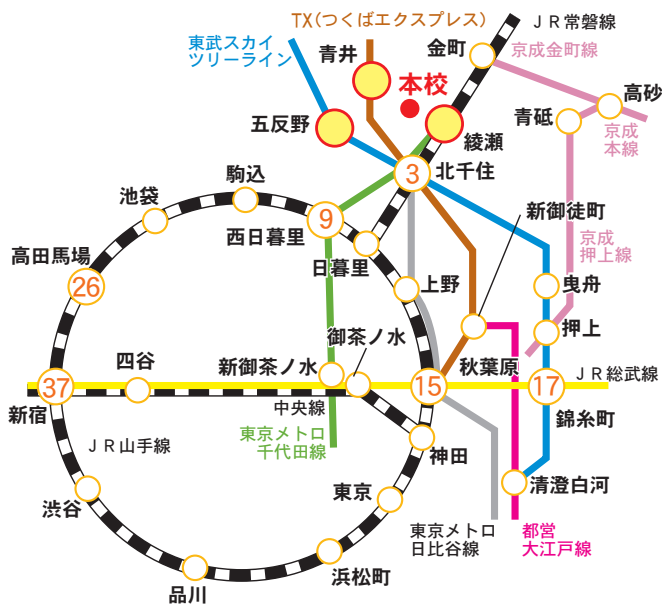 TX(つくばエクスプレス)
JR常磐線
東武スカイ
ツリーライン
青井
金町
京成金町線
本校
高砂
青砥
五反野
綾瀬
京成
本線
3
北千住
駒込
池袋
9
新御徒町
西日暮里
高田馬場
日暮里
京成
押上線
26
上野
曳舟
御茶ノ水
押上
四谷
新御茶ノ水
秋葉原
JR総武線
37
15
17
新宿
中央線
錦糸町
JR山手線
東京メトロ
千代田線
神田
渋谷
東京
清澄白河
東京メトロ
日比谷線
都営
大江戸線
浜松町
品川